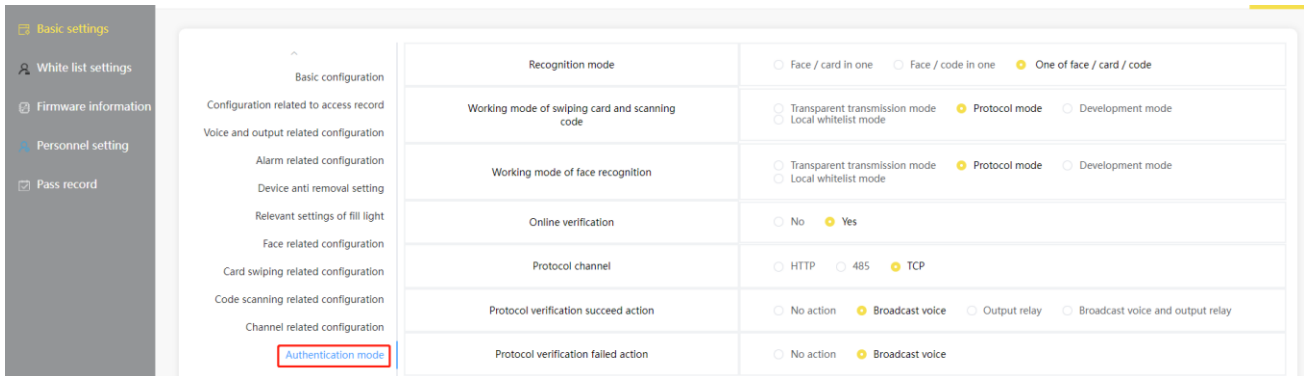 Basic settings
White list settings
Firmware information
Personnel setting
Pass record
Basic configuration
Configuration related to access record
Voice and output related configuration
Alarm related configuration
Device anti removal setting
Relevant settings of fill light
Face related configuration
Card swiping related configuration
Code scanning related configuration
Channel related configuration
Authentication mode
Recognition mode
Face / card in one Face / code in one One of face / card / code
Working mode of swiping card and scanning
code
Transparent transmission mode Protocol mode Development mode
Local whitelist mode
Working mode of face recognition
Transparent transmission mode Protocol mode Development mode
Local whitelist mode
Online verification
No Yes
Protocol channel
HTTP 485 TCP
Protocol verification succeed action
No action Broadcast voice Output relay Broadcast voice and output relay
Protocol verification failed action
No action Broadcast voice